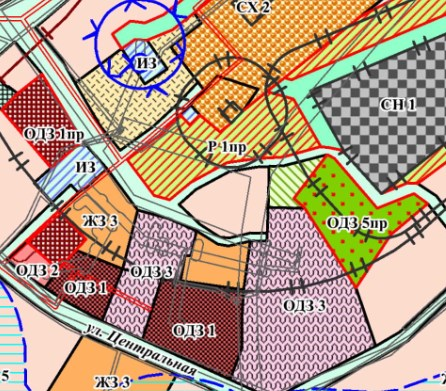 СХ 2
ИЗ
СН 1
ОДЗ 1пр
Р 1пр
ИЗ
ЖЗ 3
ОДЗ 5пр
ОДЗ 2
ОДЗ 3
ОДЗ 1
ОДЗ 3
ОДЗ 1
ул. Центральная
ЖЗ 3